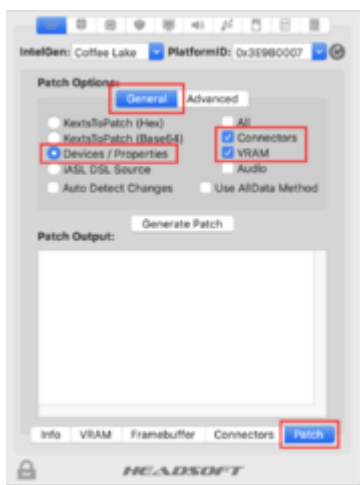 IntelGen: Coffee Lake PlatformID: 0x3E9B0007
Patch Options:
General Advanced
KextsToPatch (Hex) All
KextsToPatch (Base64) Connectors
Devices / Properties VRAM
iASL DSL Source Audio
Auto Detect Changes Use AllData Method
Generate Patch
Patch Output:
Info VRAM Framebuffer Connectors Patch
HEADSOFT